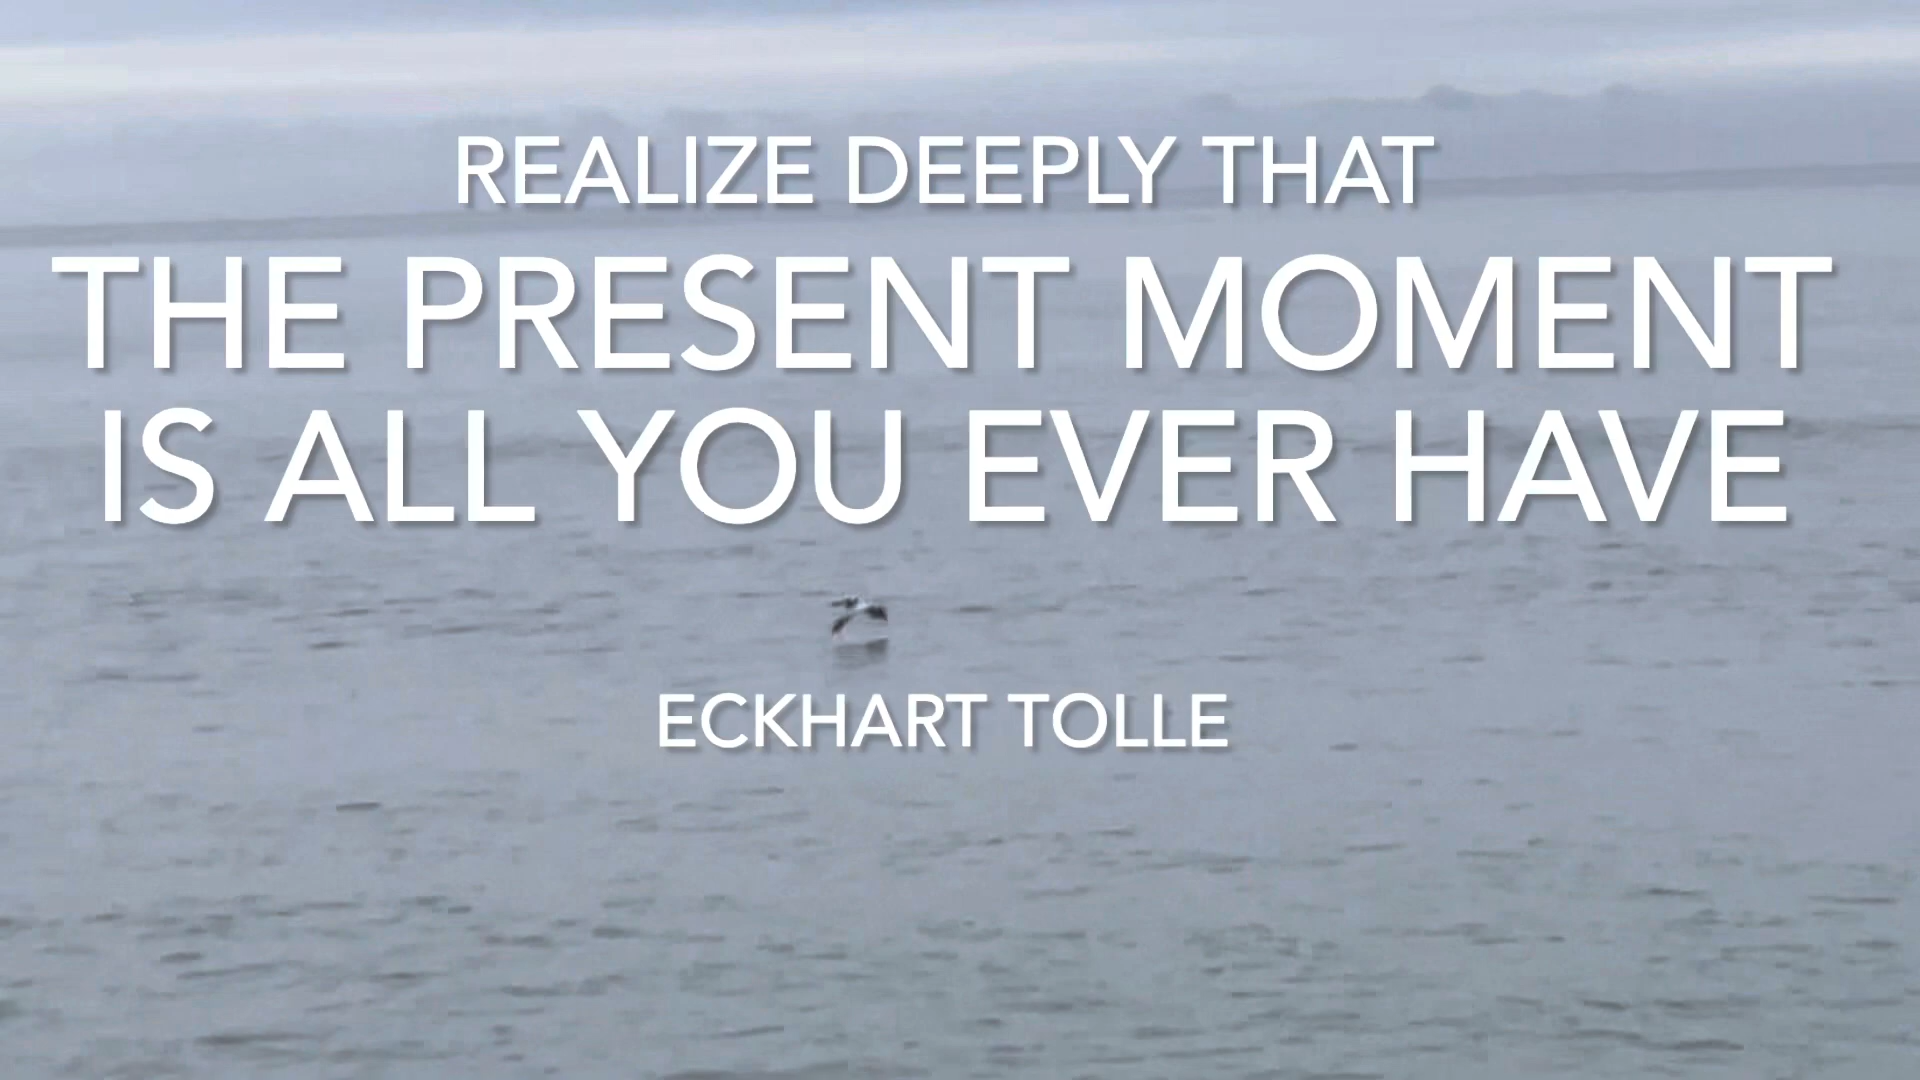 REALIZE DEEPLY THAT
THE PRESENT MOMENT
IS ALL YOU EVER HAVE
ECKHART TOLLE